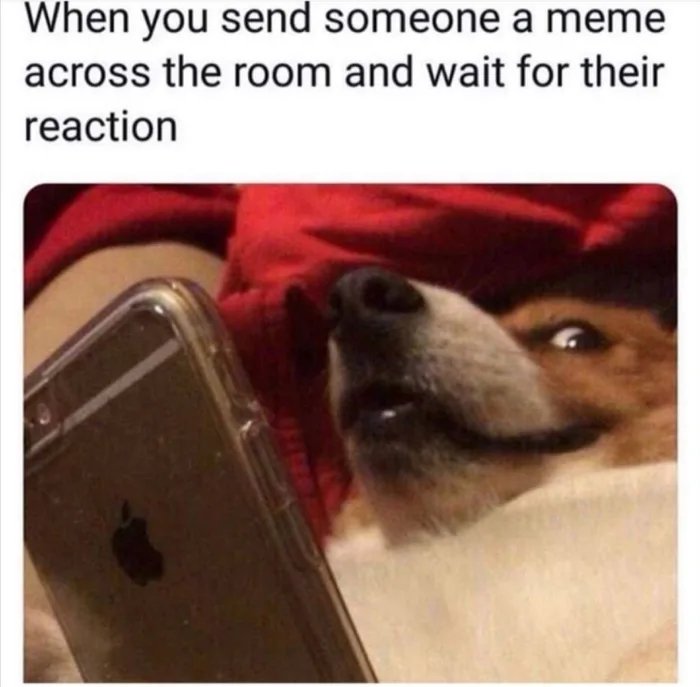 When you send someone a meme
across the room and wait for their
reaction